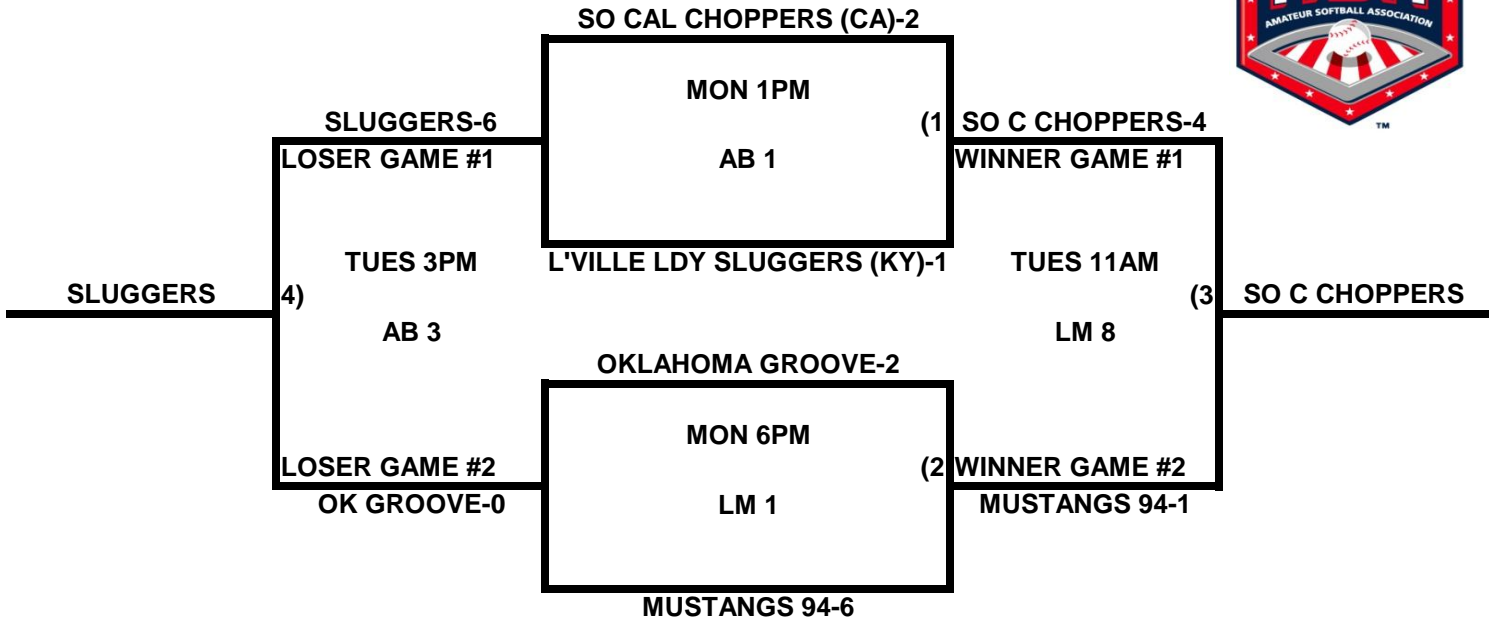 SO CAL CHOPPERS (CA)-2
AMATEUR SOFTBALL ASSOCIATION
TM
MON 1PM
SLUGGERS-6
(1
SO C CHOPPERS-4
LOSER GAME #1
AB 1
WINNER GAME #1
TUES 3PM
L'VILLE LDY SLUGGERS (KY)-1
TUES 11AM
SLUGGERS
4)
(3
SO C CHOPPERS
AB 3
LM 8
OKLAHOMA GROOVE-2
MON 6PM
LOSER GAME #2
(2
WINNER GAME #2
OK GROOVE-0
LM 1
MUSTANGS 94-1
MUSTANGS 94-6